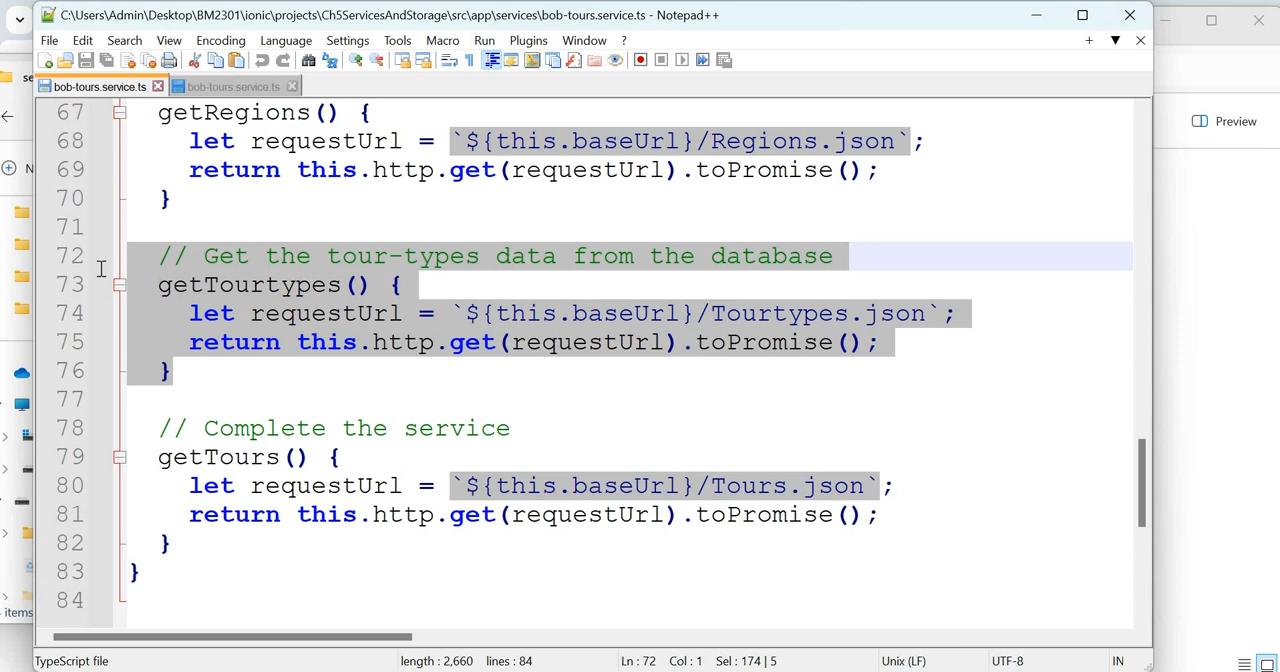 C:\Users\Admin\Desktop\BM2301\ionic\projects\Ch5ServicesAndStorage\src\app\services\bob-tours.service.ts - Notepad++
File Edit Search View Encoding Language Settings Tools Macro Run Plugins Window ?
bob-tours.service.ts bob-tours.service.ts
67 getRegions() {
68 let requestUrl = `${this.baseUrl}/Regions.json`;
69 return this.http.get(requestUrl).toPromise();
70 }
71
72 // Get the tour-types data from the database
73 getTourtypes() {
74 let requestUrl = `${this.baseUrl}/Tourtypes.json`;
75 return this.http.get(requestUrl).toPromise();
76 }
77
78 // Complete the service
79 getTours() {
80 let requestUrl = `${this.baseUrl}/Tours.json`;
81 return this.http.get(requestUrl).toPromise();
82 }
83 }
84
TypeScript file length : 2,660 lines : 84 Ln : 72 Col : 1 Sel : 174 | 5 Unix (LF) UTF-8 IN
Preview
se
N
4 items